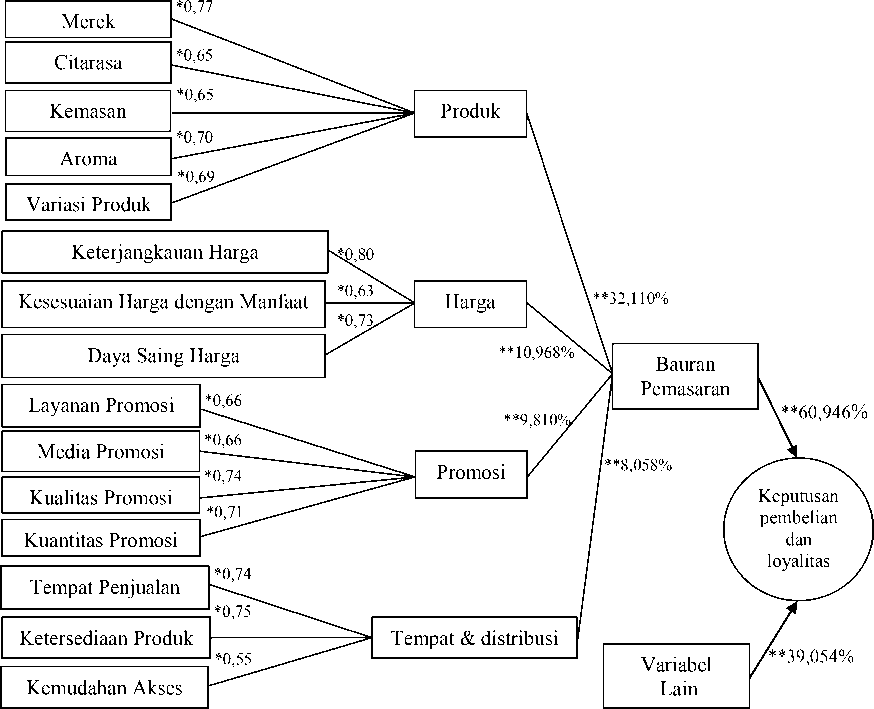 Merek
*0,77
Citarasa
*0,65
Kemasan
*0,65
Aroma
*0,70
Variasi Produk
*0,69
Produk
Keterjangkauan Harga
*0,80
Kesesuaian Harga dengan Manfaat
*0,63
Daya Saing Harga
*0,73
Harga
Layanan Promosi
*0,66
Media Promosi
*0,66
Kualitas Promosi
*0,74
Kuantitas Promosi
*0,71
Promosi
Tempat Penjualan
*0,74
Ketersediaan Produk
*0,75
Kemudahan Akses
*0,55
Tempat & distribusi
**32,110%
**10,968%
**9,810%
**8,058%
Bauran
Pemasaran
**60,946%
Keputusan
pembelian
dan
loyalitas
Variabel
Lain
**39,054%